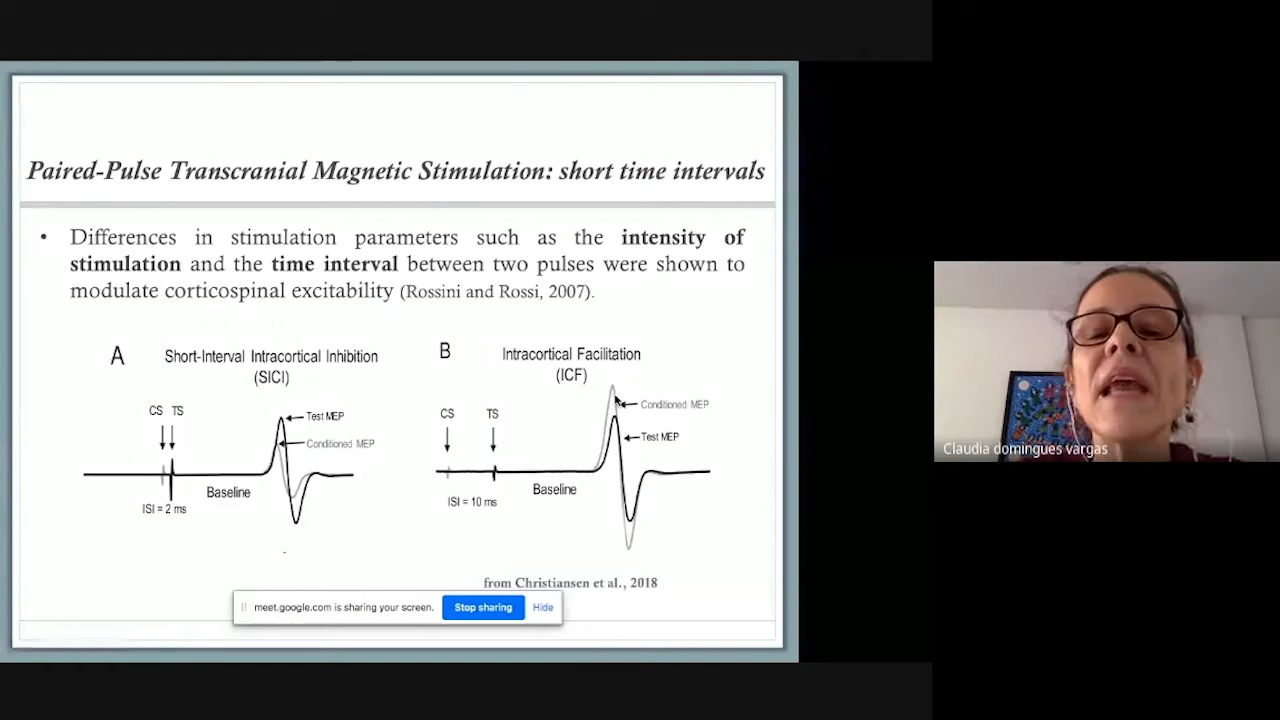 Paired-Pulse Transcranial Magnetic Stimulation: short time intervals
• Differences in stimulation parameters such as the intensity of
stimulation and the time interval between two pulses were shown to
modulate corticospinal excitability (Rossini and Rossi, 2007).
A
Short-Interval Intracortical Inhibition
(SICI)
CS TS
Test MEP
Conditioned MEP
Baseline
ISI = 2 ms
B
Intracortical Facilitation
(ICF)
CS TS
Conditioned MEP
Test MEP
Baseline
ISI = 10 ms
from Christiansen et al., 2018
meet.google.com is sharing your screen. Stop sharing Hide
Claudia domingues vargas